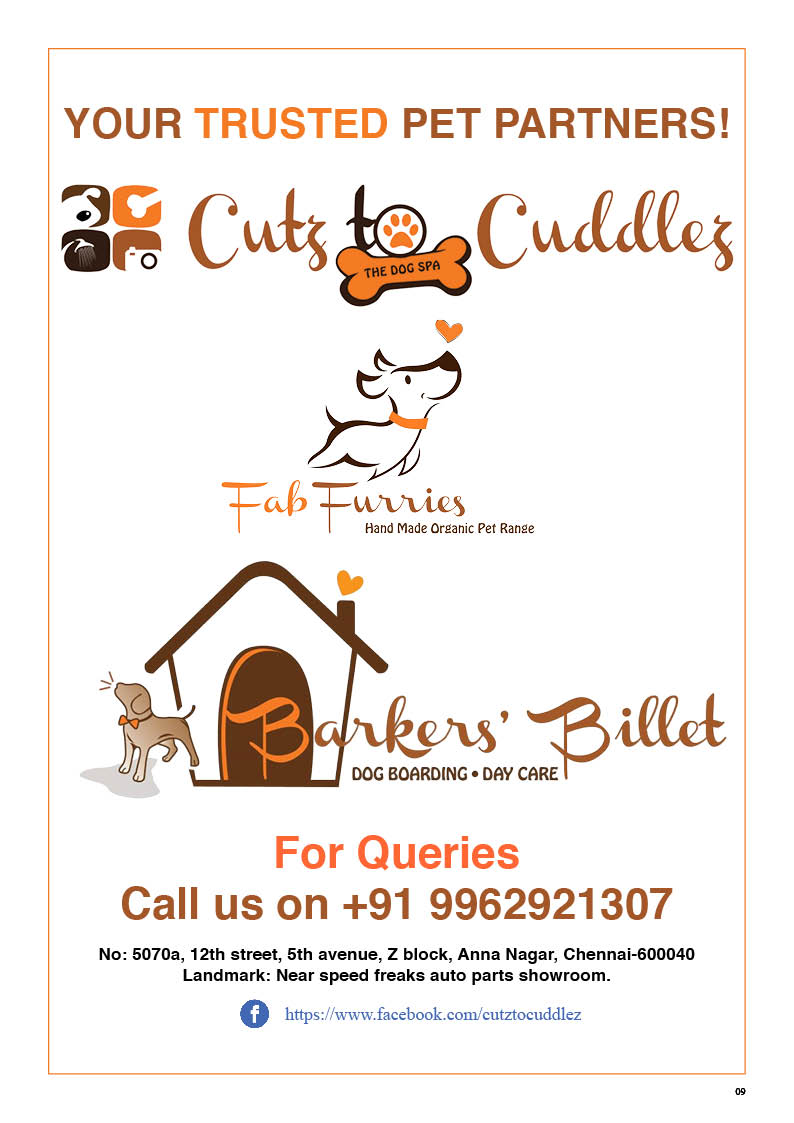 YOUR TRUSTED PET PARTNERS!
Cutz to Cuddlez
THE DOG SPA
Fab Furries
Hand Made Organic Pet Range
Barkers' Billet
DOG BOARDING • DAY CARE
For Queries
Call us on +91 9962921307
No: 5070a, 12th street, 5th avenue, Z block, Anna Nagar, Chennai-600040
Landmark: Near speed freaks auto parts showroom.
f https://www.facebook.com/cutztocuddlez
09